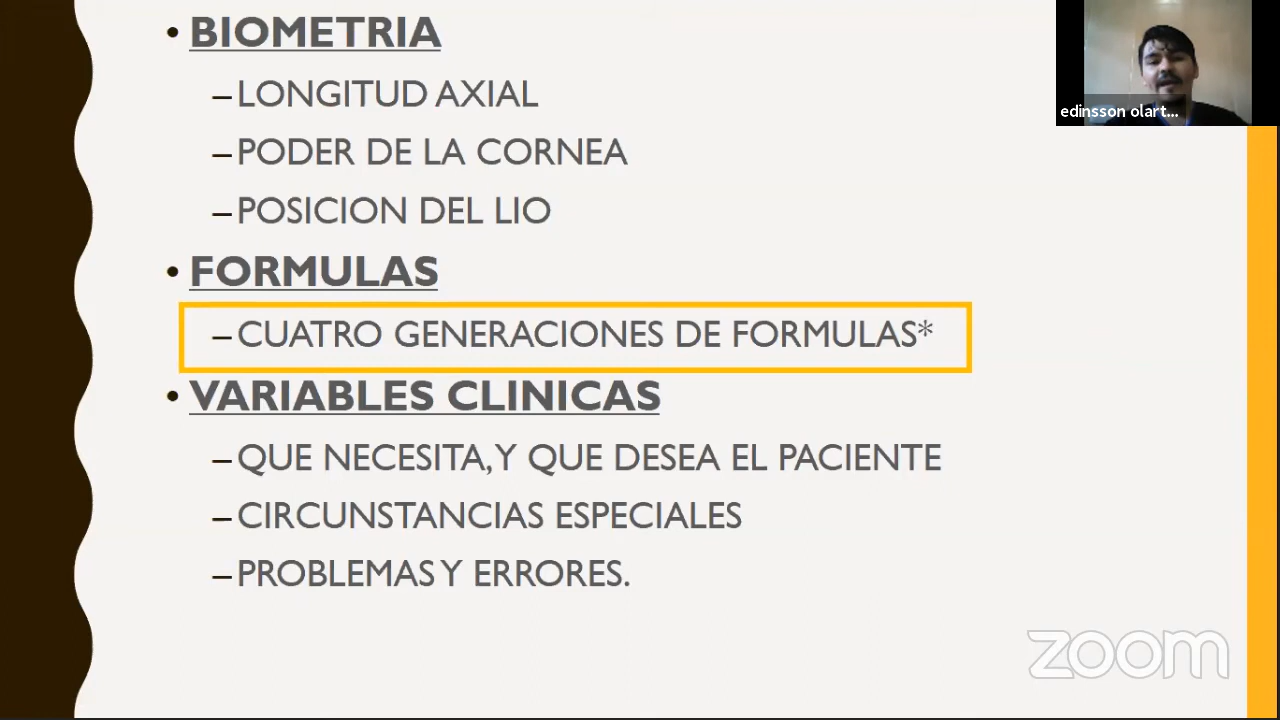 • BIOMETRIA
–LONGITUD AXIAL
–PODER DE LA CORNEA
–POSICION DEL LIO
• FORMULAS
–CUATRO GENERACIONES DE FORMULAS*
• VARIABLES CLINICAS
–QUE NECESITA, Y QUE DESEA EL PACIENTE
–CIRCUNSTANCIAS ESPECIALES
–PROBLEMAS Y ERRORES.
edinsson olart...
zoom